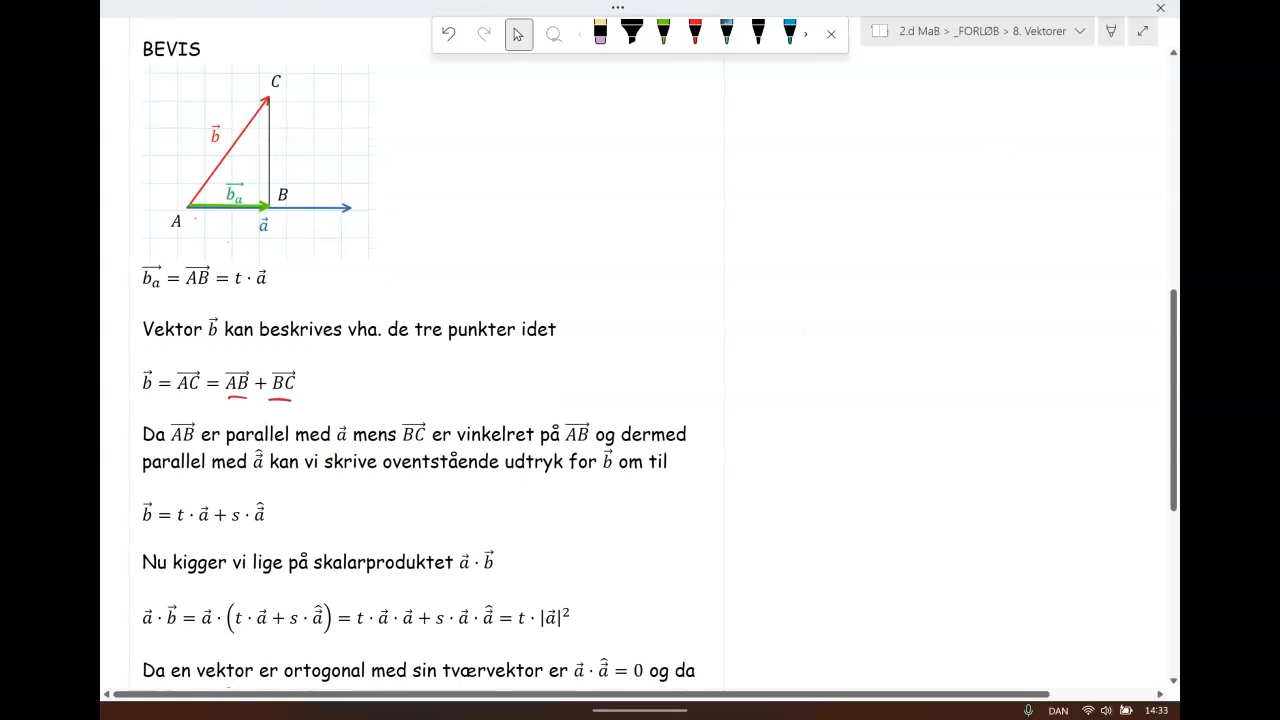 2.d MaB > _FORLØB > 8. Vektorer
BEVIS
C
b⃗
b_a⃗
B
A
a⃗
b_a⃗ = AB⃗ = t · a⃗
Vektor b⃗ kan beskrives vha. de tre punkter idet
b⃗ = AC⃗ = AB⃗ + BC⃗
Da AB⃗ er parallel med a⃗ mens BC⃗ er vinkelret på AB⃗ og dermed
parallel med a⃗̂ kan vi skrive oventstående udtryk for b⃗ om til
b⃗ = t · a⃗ + s · a⃗̂
Nu kigger vi lige på skalarproduktet a⃗ · b⃗
a⃗ · b⃗ = a⃗ · (t · a⃗ + s · a⃗̂) = t · a⃗ · a⃗ + s · a⃗ · a⃗̂ = t · |a⃗|²
Da en vektor er ortogonal med sin tværvektor er a⃗ · a⃗̂ = 0 og da
DAN 14:33